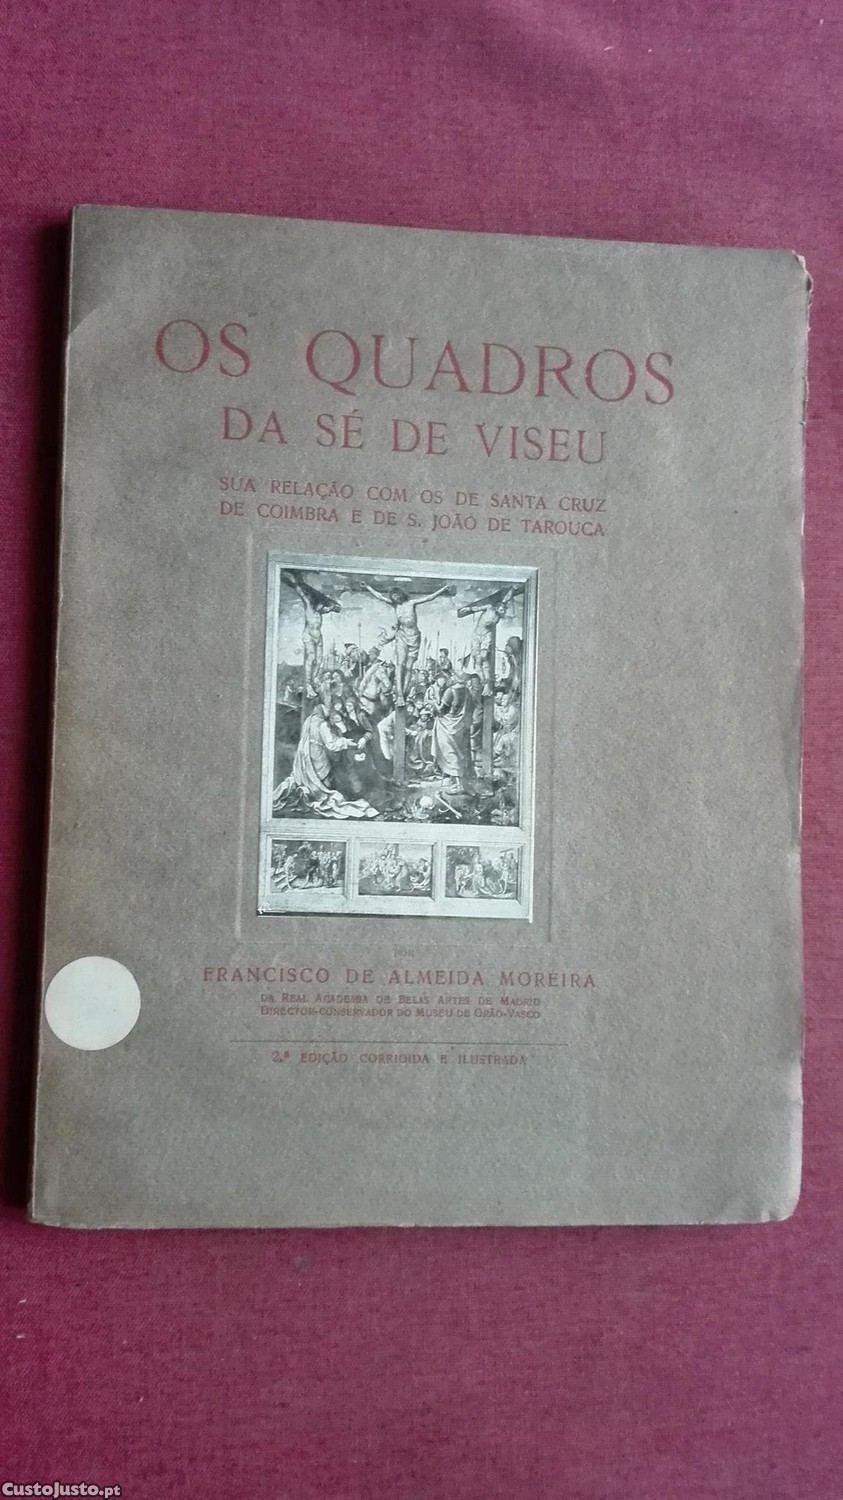 OS QUADROS
DA SÉ DE VISEU
SUA RELAÇÃO COM OS DE SANTA CRUZ
DE COIMBRA E DE S. JOÃO DE TAROUCA
POR
FRANCISCO DE ALMEIDA MOREIRA
DA REAL ACADEMIA DE BELAS ARTES DE MADRID
DIRECTOR-CONSERVADOR DO MUSEU DE GRÃO-VASCO
2.ª EDIÇÃO CORRIGIDA E ILUSTRADA
CustoJusto.pt